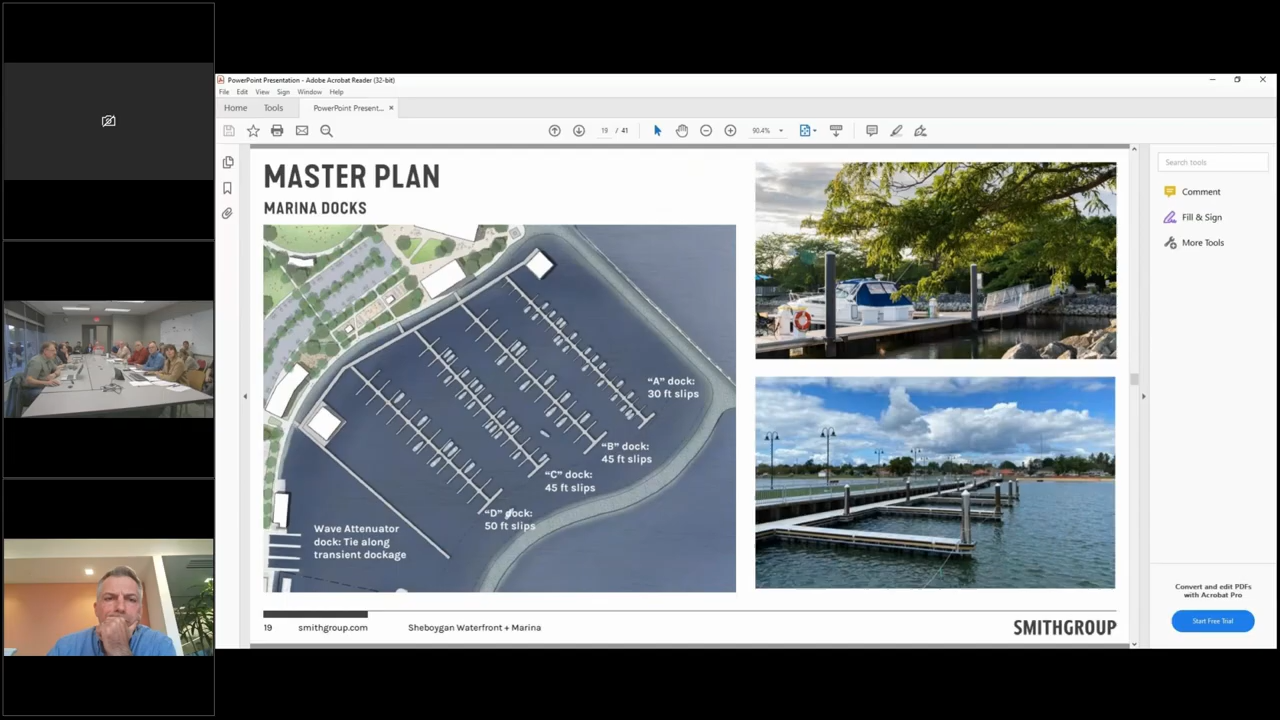 PowerPoint Presentation - Adobe Acrobat Reader (32-bit)
File Edit View Sign Window Help
Home Tools PowerPoint Present... ×
19 / 41 90.4%
MASTER PLAN
MARINA DOCKS
“A” dock:
30 ft slips
“B” dock:
45 ft slips
“C” dock:
45 ft slips
“D” dock:
50 ft slips
Wave Attenuator
dock: Tie along
transient dockage
19 smithgroup.com Sheboygan Waterfront + Marina SMITHGROUP
Search tools
Comment
Fill & Sign
More Tools
Convert and edit PDFs
with Acrobat Pro
Start Free Trial